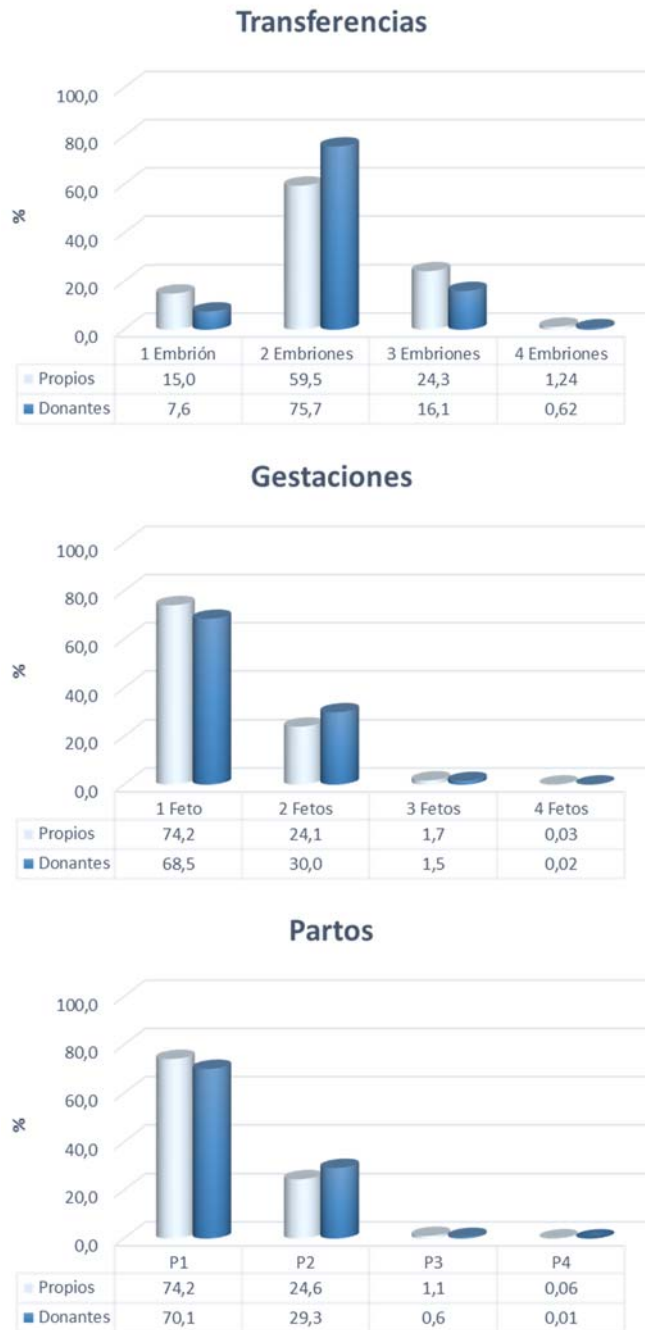 Transferencias
100,0
80,0
60,0
40,0
20,0
0,0
%
1 Embrión 2 Embriones 3 Embriones 4 Embriones
Propios 15,0 59,5 24,3 1,24
Donantes 7,6 75,7 16,1 0,62
Gestaciones
100,0
80,0
60,0
40,0
20,0
0,0
%
1 Feto 2 Fetos 3 Fetos 4 Fetos
Propios 74,2 24,1 1,7 0,03
Donantes 68,5 30,0 1,5 0,02
Partos
100,0
80,0
60,0
40,0
20,0
0,0
%
P1 P2 P3 P4
Propios 74,2 24,6 1,1 0,06
Donantes 70,1 29,3 0,6 0,01